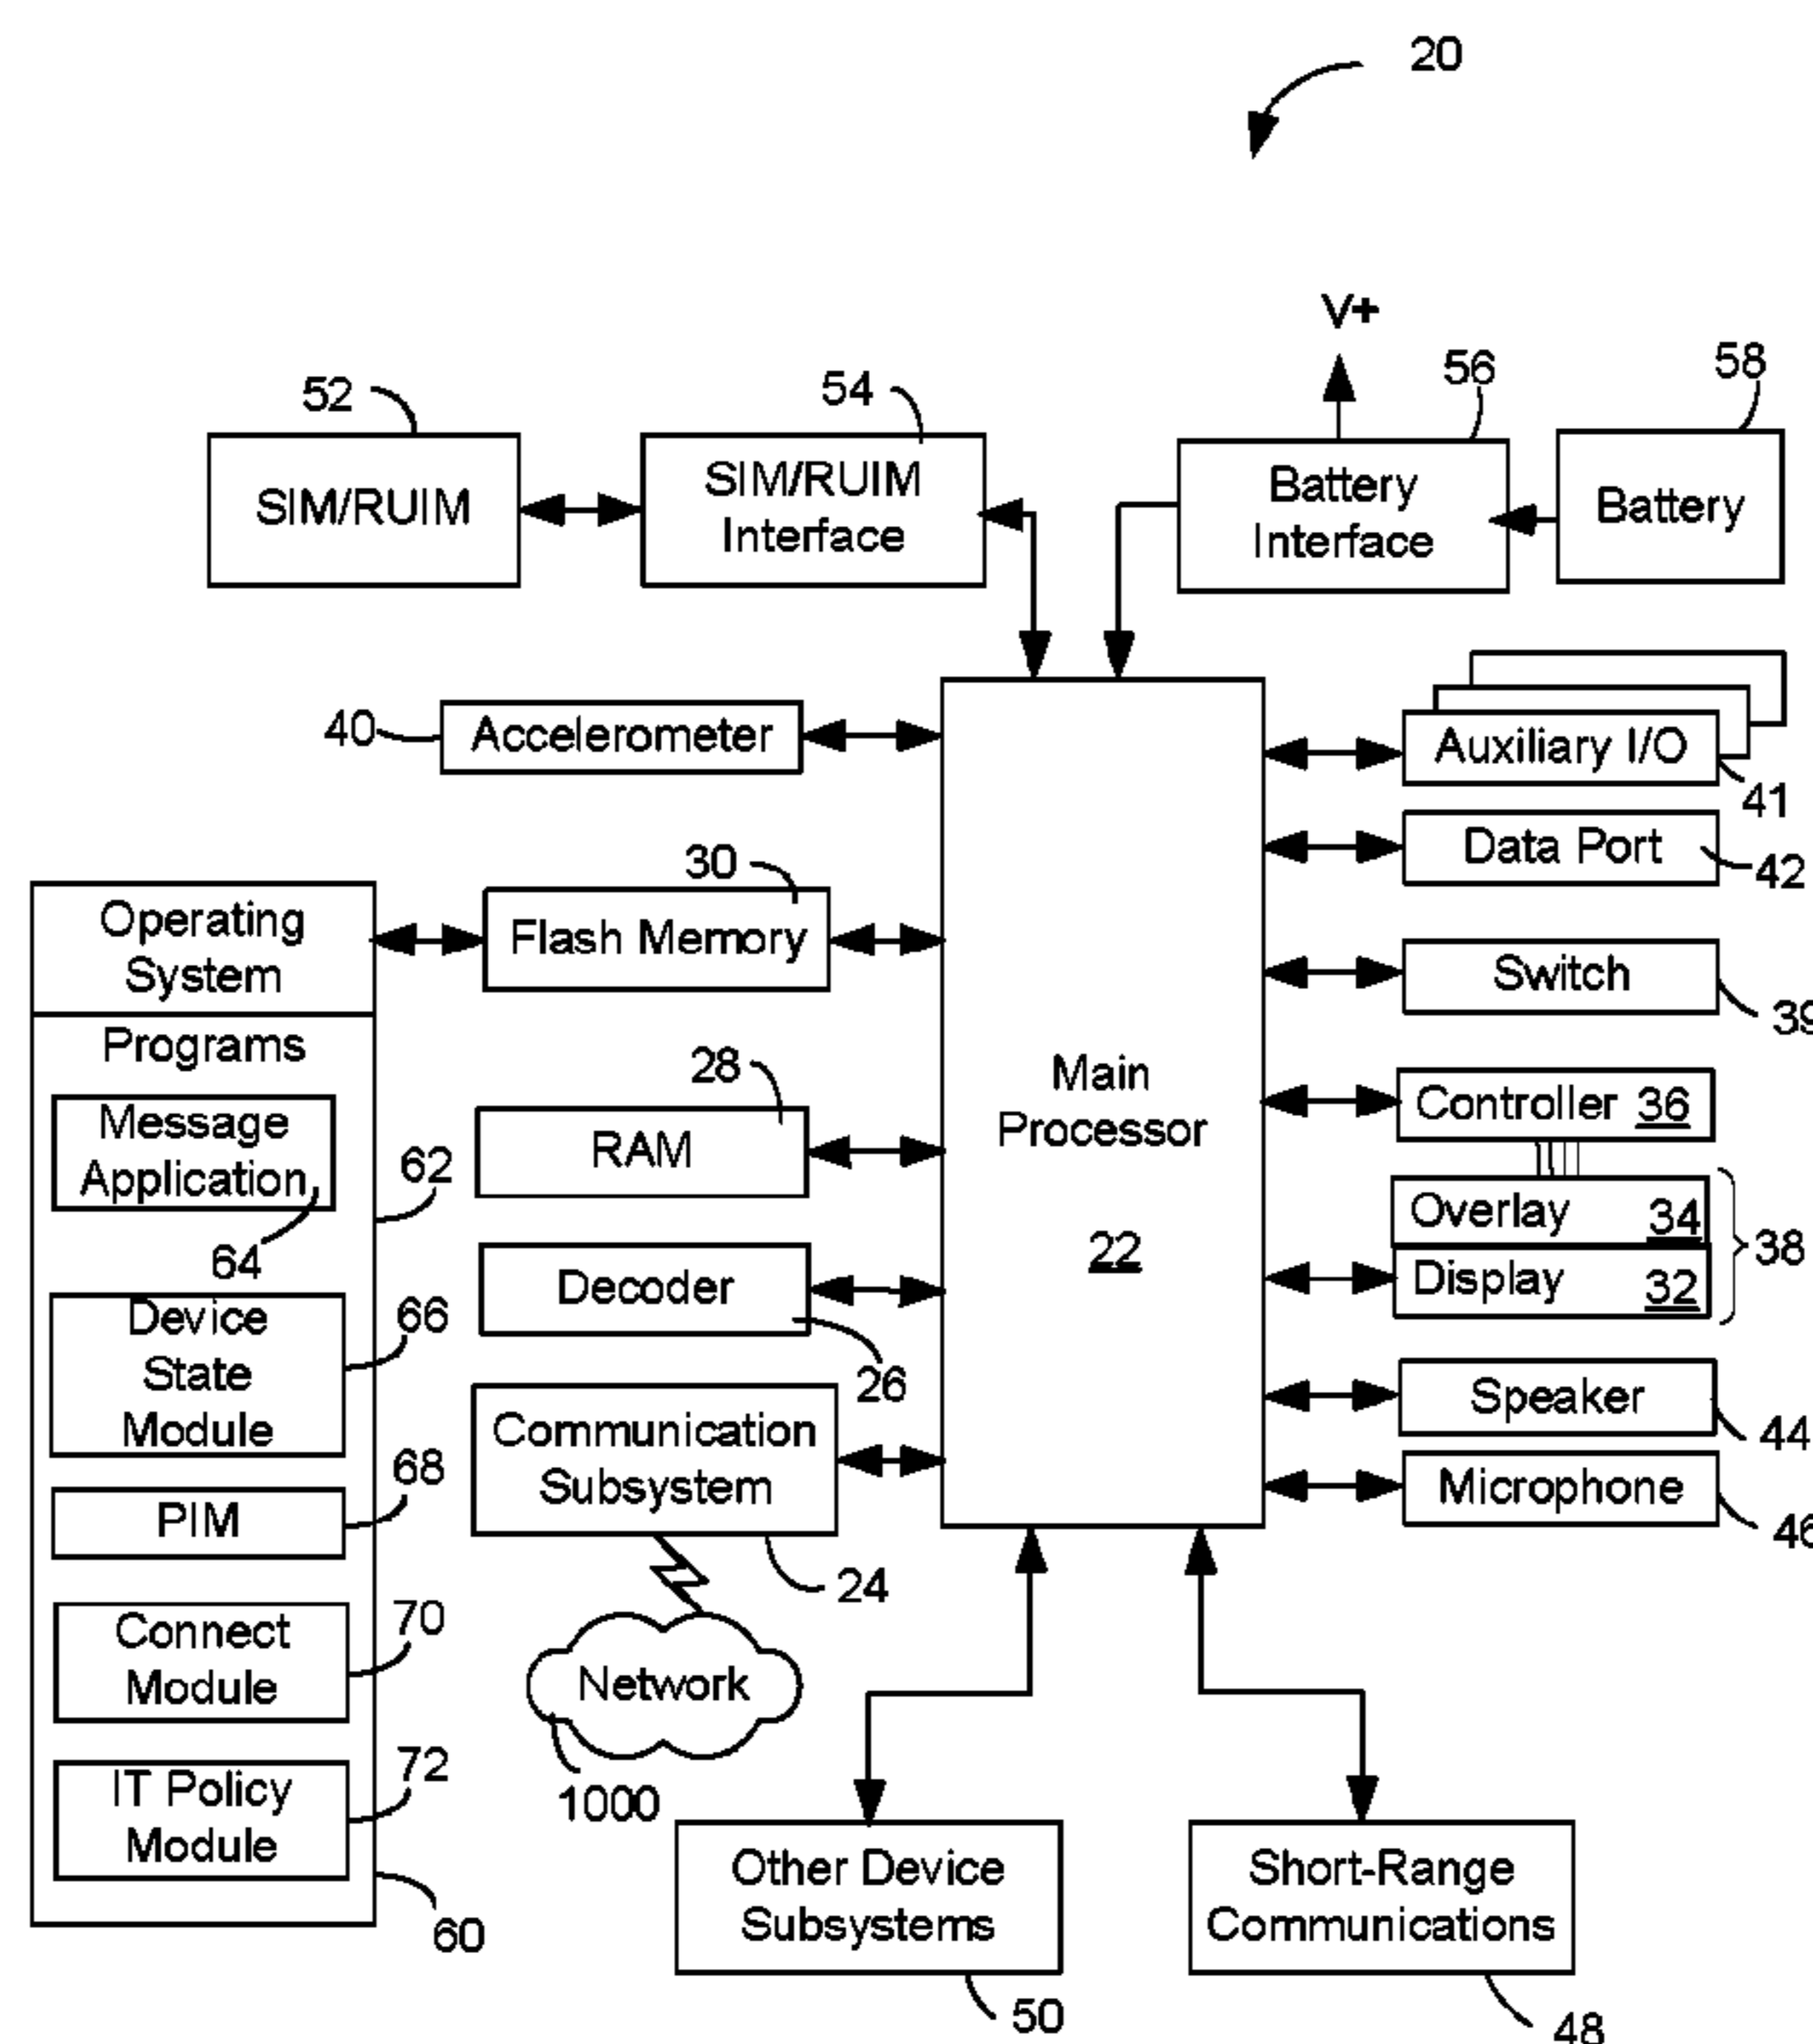 20
V+
52
54
56
58
SIM/RUIM
SIM/RUIM
Interface
Battery
Interface
Battery
40
Accelerometer
Auxiliary I/O
41
Data Port
42
30
Flash Memory
Operating
System
Switch
39
Programs
Message
Application
62
64
28
RAM
Main
Processor
22
Controller 36
Overlay 34
Display 32
38
Decoder
26
Device
State
Module
66
Communication
Subsystem
24
Speaker
44
Microphone
46
PIM
68
Connect
Module
70
Network
1000
IT Policy
Module
72
60
Other Device
Subsystems
50
Short-Range
Communications
48